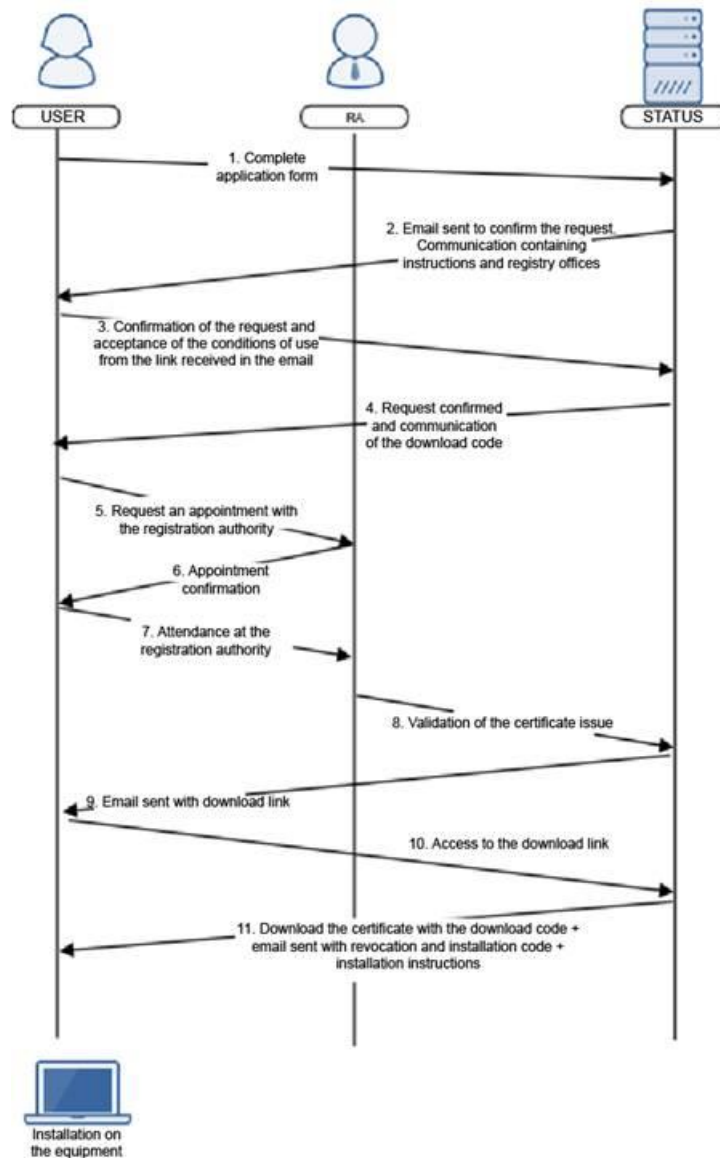 USER
RA
STATUS
1. Complete
application form
2. Email sent to confirm the request.
Communication containing
instructions and registry offices
3. Confirmation of the request and
acceptance of the conditions of use
from the link received in the email
4. Request confirmed
and communication
of the download code
5. Request an appointment with
the registration authority
6. Appointment
confirmation
7. Attendance at the
registration authority
8. Validation of the certificate issue
9. Email sent with download link
10. Access to the download link
11. Download the certificate with the download code +
email sent with revocation and installation code +
installation instructions
Installation on
the equipment